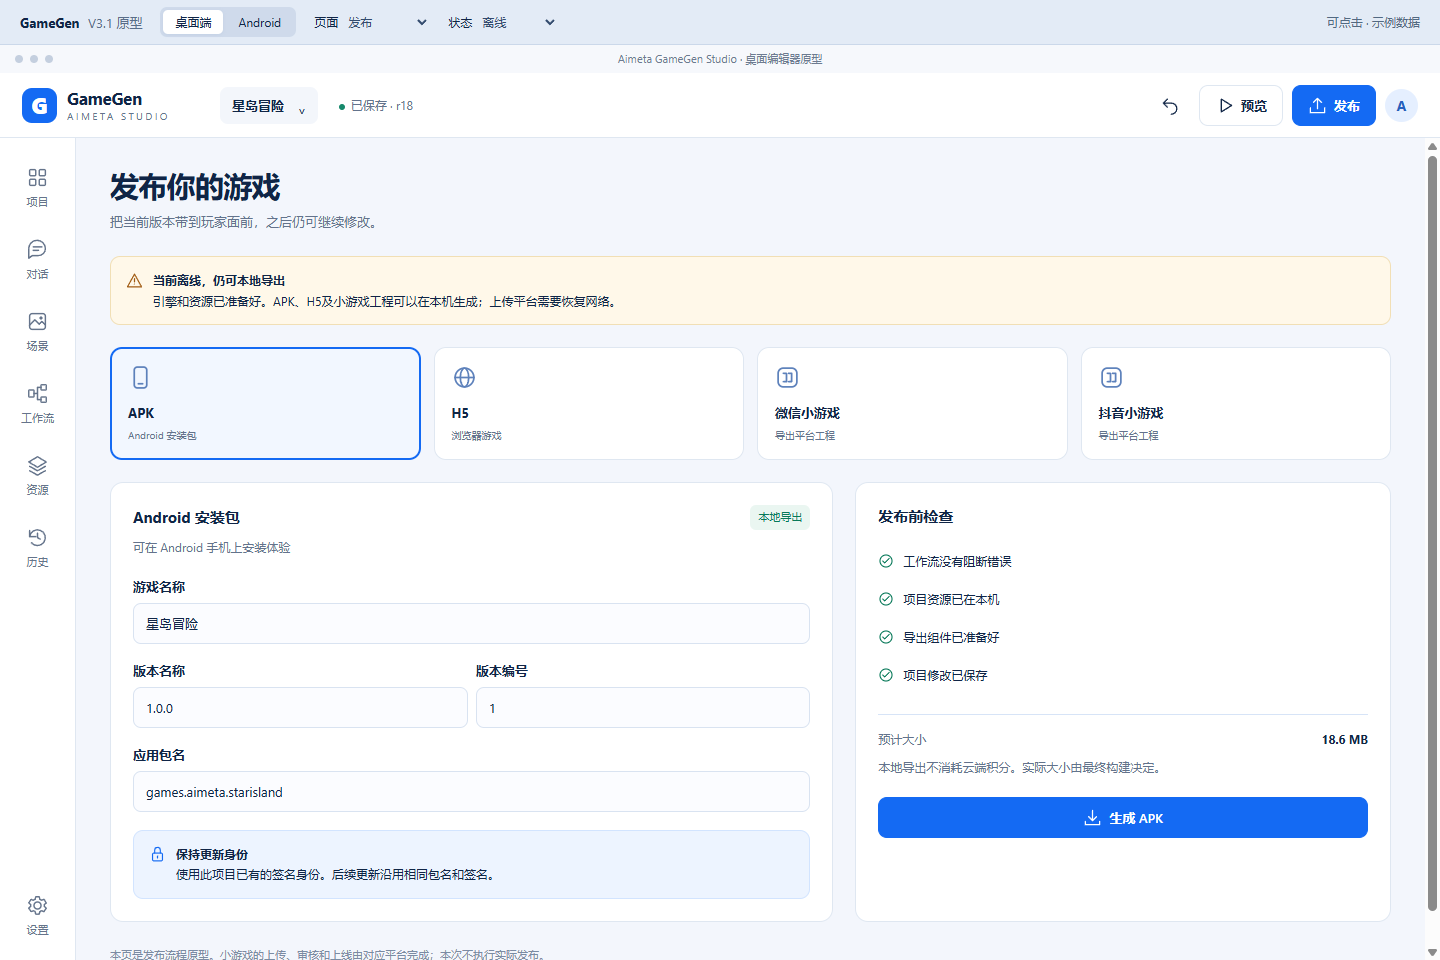 GameGen V3.1 原型 桌面端 Android 页面 发布 状态 离线 可点击 · 示例数据
Aimeta GameGen Studio · 桌面编辑器原型
G GameGen
AIMETA STUDIO
星岛冒险 已保存 · r18 预览 发布 A
项目
对话
场景
工作流
资源
历史
设置
发布你的游戏
把当前版本带到玩家面前，之后仍可继续修改。
当前离线，仍可本地导出
引擎和资源已准备好。APK、H5及小游戏工程可以在本机生成；上传平台需要恢复网络。
APK
Android 安装包
H5
浏览器游戏
微信小游戏
导出平台工程
抖音小游戏
导出平台工程
Android 安装包 本地导出
可在 Android 手机上安装体验
游戏名称
星岛冒险
版本名称 版本编号
1.0.0 1
应用包名
games.aimeta.starisland
保持更新身份
使用此项目已有的签名身份。后续更新沿用相同包名和签名。
发布前检查
工作流没有阻断错误
项目资源已在本机
导出组件已准备好
项目修改已保存
预计大小 18.6 MB
本地导出不消耗云端积分。实际大小由最终构建决定。
生成 APK
本页是发布流程原型。小游戏的上传、审核和上线由对应平台完成；本次不执行实际发布。